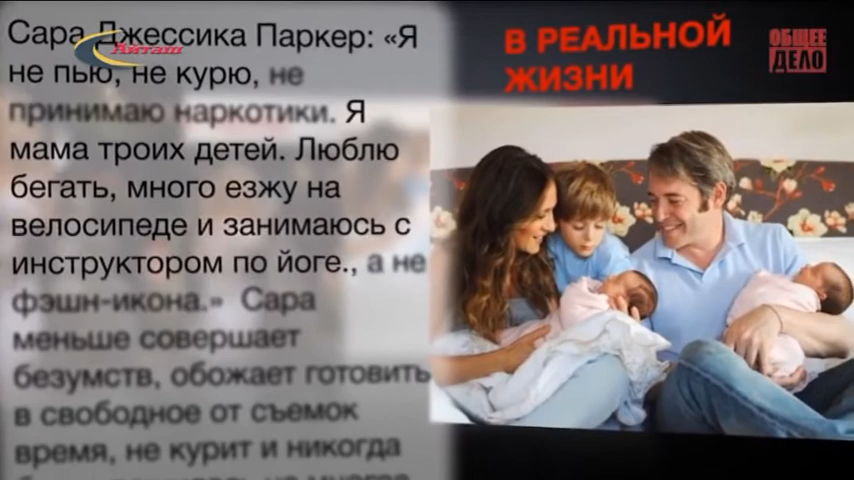 Сара Джессика Паркер: «Я
не пью, не курю, не
принимаю наркотики. Я
мама троих детей. Люблю
бегать, много езжу на
велосипеде и занимаюсь с
инструктором по йоге., а не
фэшн-икона.» Сара
меньше совершает
безумств, обожает готовить
в свободное от съемок
время, не курит и никогда
Айташ
В РЕАЛЬНОЙ
ЖИЗНИ
ОБЩЕЕ
ДЕЛО